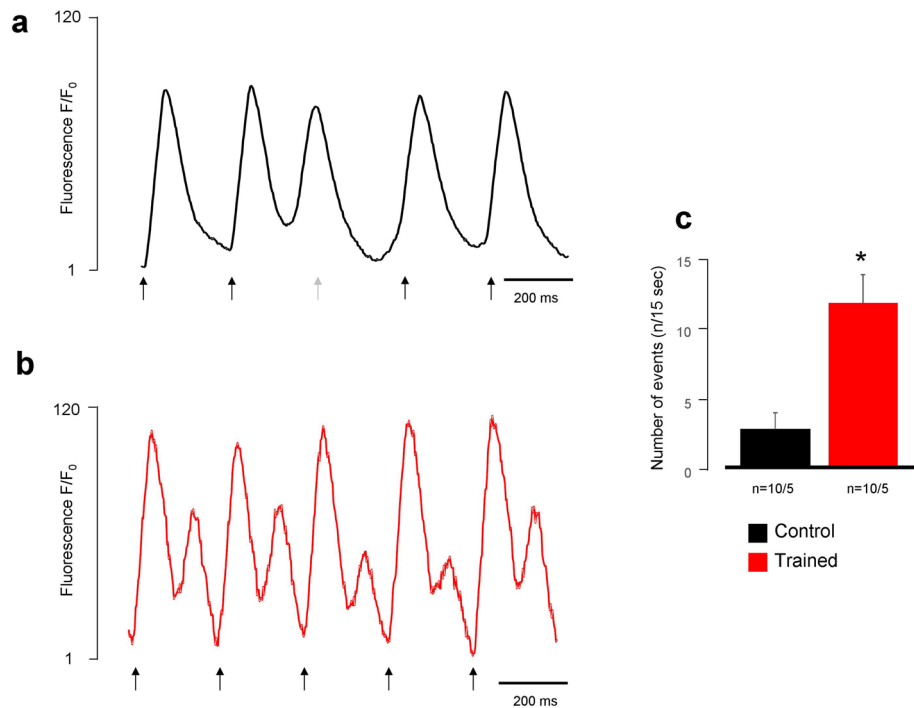 a
120
Fluorescence F/F0
1
200 ms
b
120
Fluorescence F/F0
1
200 ms
c
*
15
10
5
0
Number of events (n/15 sec)
n=10/5 n=10/5
Control
Trained